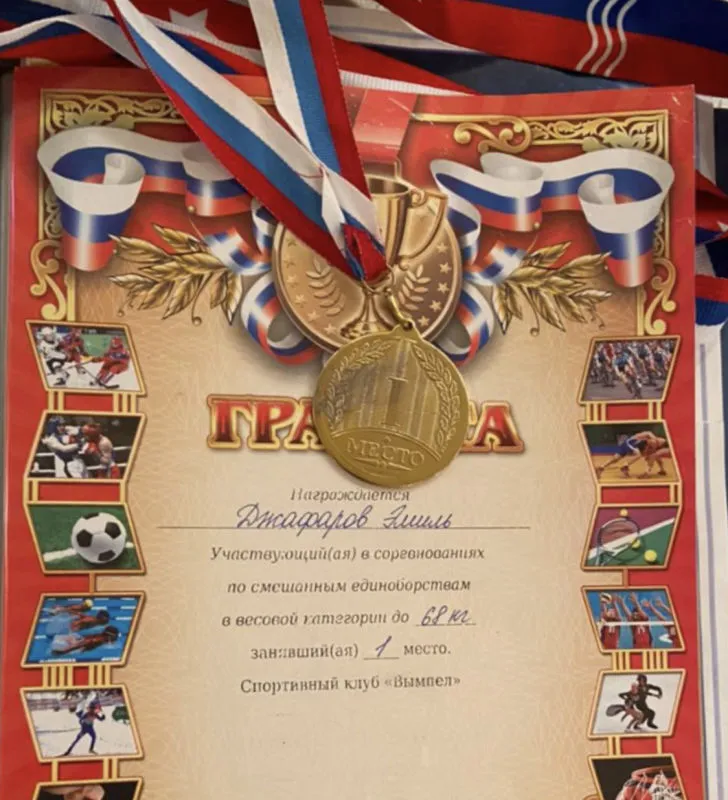 1
МЕСТО
Награждается
Джафаров Эмиль
Участвующий(ая) в соревнованиях
по смешанным единоборствам
в весовой категории до 68 кг
занявший(ая) 1 место.
Спортивный клуб «Вымпел»